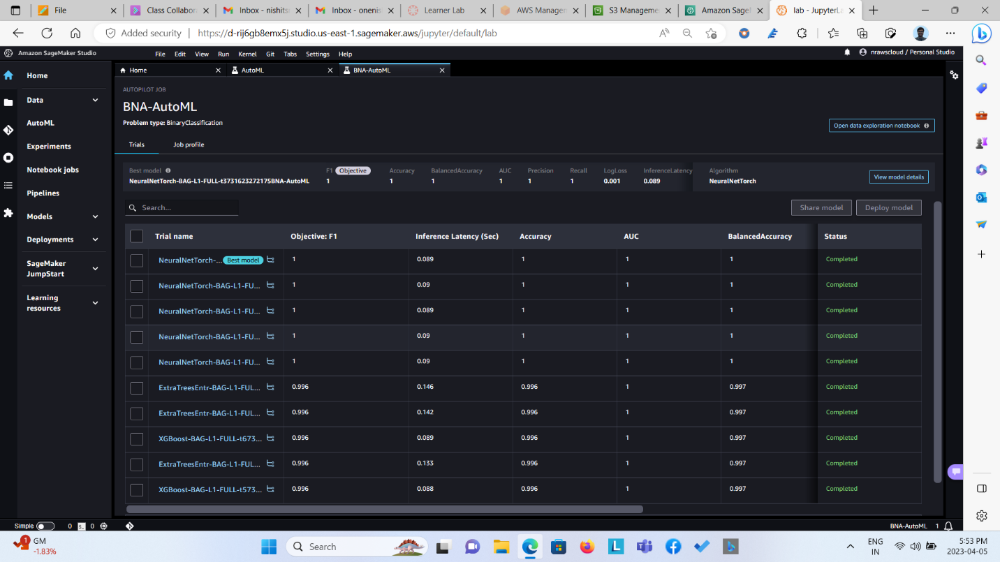 File
Class Collabora
Inbox - nishits
Inbox - onenis
Learner Lab
AWS Managem
S3 Manageme
Amazon SageM
lab - JupyterLa
Added security
https://d-rij6gb8emx5j.studio.us-east-1.sagemaker.aws/jupyter/default/lab
Amazon SageMaker Studio
File Edit View Run Kernel Git Tabs Settings Help
nrawscloud / Personal Studio
Home
Data
AutoML
Experiments
Notebook jobs
Pipelines
Models
Deployments
SageMaker
JumpStart
Learning
resources
Home
AutoML
BNA-AutoML
AUTOPILOT JOB
BNA-AutoML
Problem type: BinaryClassification
Open data exploration notebook
Trials Job profile
Best model F1 Objective Accuracy BalancedAccuracy AUC Precision Recall LogLoss InferenceLatency Algorithm
NeuralNetTorch-BAG-L1-FULL-t3731623272175BNA-AutoML 1 1 1 1 1 1 0.001 0.089 NeuralNetTorch
View model details
Search...
Share model Deploy model
Trial name Objective: F1 Inference Latency (Sec) Accuracy AUC BalancedAccuracy Status
NeuralNetTorch-... Best model 1 0.089 1 1 1 Completed
NeuralNetTorch-BAG-L1-FU... 1 0.09 1 1 1 Completed
NeuralNetTorch-BAG-L1-FU... 1 0.089 1 1 1 Completed
NeuralNetTorch-BAG-L1-FU... 1 0.09 1 1 1 Completed
NeuralNetTorch-BAG-L1-FU... 1 0.09 1 1 1 Completed
ExtraTreesEntr-BAG-L1-FUL... 0.996 0.146 0.996 1 0.997 Completed
ExtraTreesEntr-BAG-L1-FUL... 0.996 0.142 0.996 1 0.997 Completed
XGBoost-BAG-L1-FULL-t673... 0.996 0.089 0.996 1 0.997 Completed
ExtraTreesEntr-BAG-L1-FUL... 0.996 0.133 0.996 1 0.997 Completed
XGBoost-BAG-L1-FULL-t573... 0.996 0.088 0.996 1 0.997 Completed
Simple 0 0
BNA-AutoML 1
1
GM
-1.83%
Search
ENG
IN
5:53 PM
2023-04-05